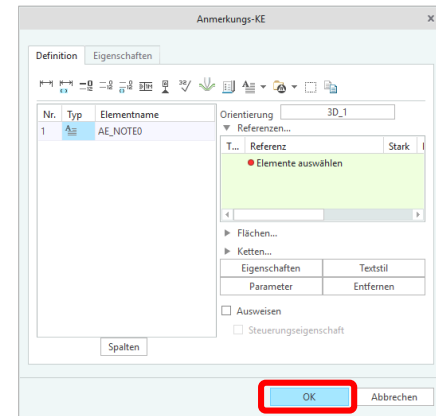 Anmerkungs-KE
Definition Eigenschaften
Nr. Typ Elementname
1 AE_NOTE0
Spalten
Orientierung 3D_1
Referenzen...
T... Referenz Stark
Elemente auswählen
Flächen...
Ketten...
Eigenschaften Textstil
Parameter Entfernen
Ausweisen
Steuerungseigenschaft
OK Abbrechen